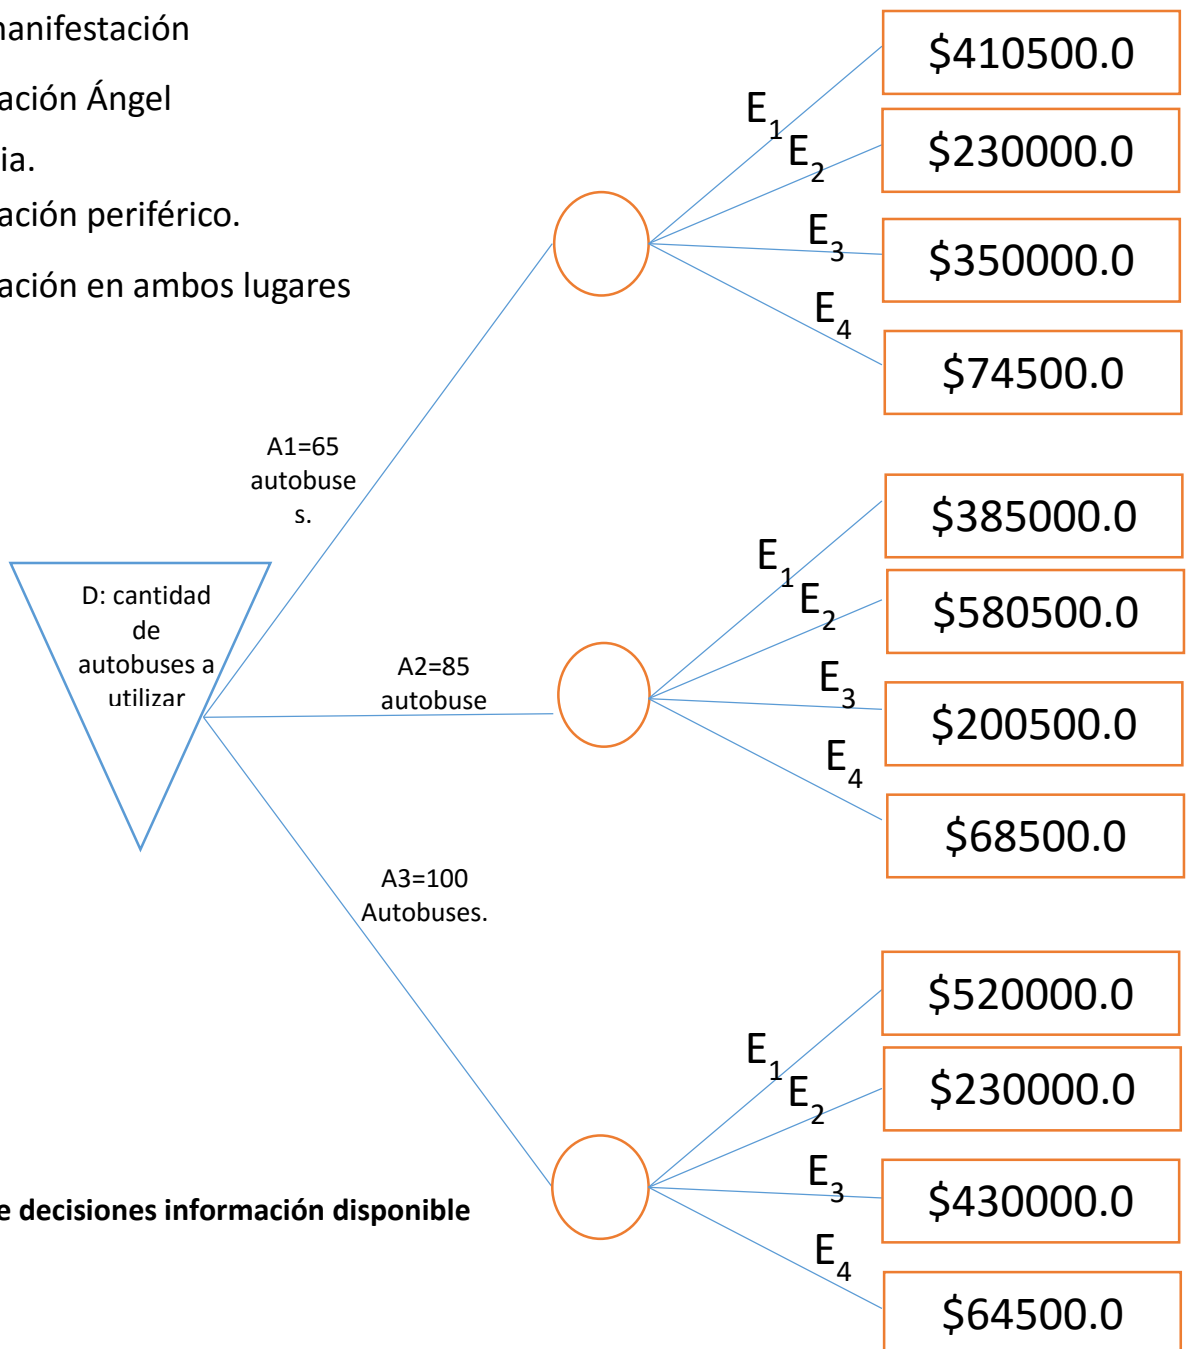 manifestación
ación Ángel
ia.
ación periférico.
ación en ambos lugares
$410500.0
E1
$230000.0
E2
E3
$350000.0
E4
$74500.0
A1=65
autobuse
s.
$385000.0
E1
D: cantidad
de
autobuses a
utilizar
E2
$580500.0
A2=85
autobuse
E3
$200500.0
E4
$68500.0
A3=100
Autobuses.
$520000.0
E1
E2
$230000.0
E3
$430000.0
e decisiones información disponible
E4
$64500.0